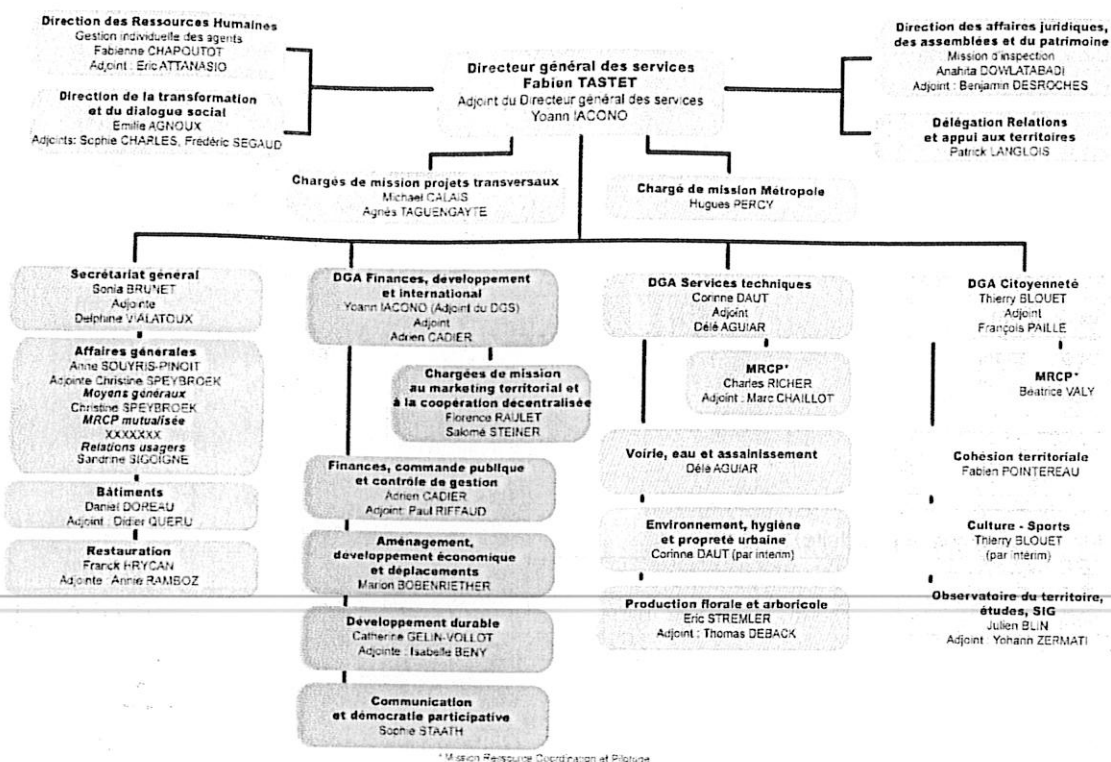 Direction des Ressources Humaines
Gestion individuelle des agents
Fabienne CHAPOUTOT
Adjoint : Eric ATTANASIO
Direction de la transformation
et du dialogue social
Emilie AGNOUX
Adjoints: Sophie CHARLES, Frédéric SEGAUD
Directeur général des services
Fabien TASTET
Adjoint du Directeur général des services
Yoann IACONO
Direction des affaires juridiques,
des assemblées et du patrimoine
Mission d'inspection
Anahita DOWLATABADI
Adjoint : Benjamin DESROCHES
Délégation Relations
et appui aux territoires
Patrick LANGLOIS
Chargés de mission projets transversaux
Michael CALAIS
Agnès TAGUENGAYTE
Chargé de mission Métropole
Hugues PERCY
Secrétariat général
Sonia BRUNET
Adjointe
Delphine VIALATOUX
Affaires générales
Anne SOUYRIS-PINOIT
Adjointe Christine SPEYBROEK
Moyens généraux
Christine SPEYBROEK
MRCP mutualisée
XXXXXXX
Relations usagers
Sandrine SIGOIGNE
Bâtiments
Daniel DOREAU
Adjoint : Didier QUERU
Restauration
Franck HRYCAN
Adjointe : Annie RAMBOZ
DGA Finances, développement
et international
Yoann IACONO (Adjoint du DGS)
Adjoint
Adrien CADIER
Chargées de mission
au marketing territorial et
à la coopération décentralisée
Florence RAULET
Salomé STEINER
Finances, commande publique
et contrôle de gestion
Adrien CADIER
Adjoint: Paul RIFFAUD
Aménagement,
développement économique
et déplacements
Marion BOBENRIETHER
Développement durable
Catherine GELIN-VOLLOT
Adjointe : Isabelle BENY
Communication
et démocratie participative
Sophie STAATH
DGA Services techniques
Corinne DAUT
Adjoint
Délé AGUIAR
MRCP*
Charles RICHER
Adjoint : Marc CHAILLOT
Voirie, eau et assainissement
Délé AGUIAR
Environnement, hygiène
et propreté urbaine
Corinne DAUT (par interim)
Production florale et arboricole
Eric STREMLER
Adjoint : Thomas DEBACK
DGA Citoyenneté
Thierry BLOUET
Adjoint
François PAILLE
MRCP*
Béatrice VALY
Cohésion territoriale
Fabien POINTEREAU
Culture - Sports
Thierry BLOUET
(par intérim)
Observatoire du territoire,
études, SIG
Julien BLIN
Adjoint : Yohann ZERMATI
* Mission Ressource Coordination et Pilotage